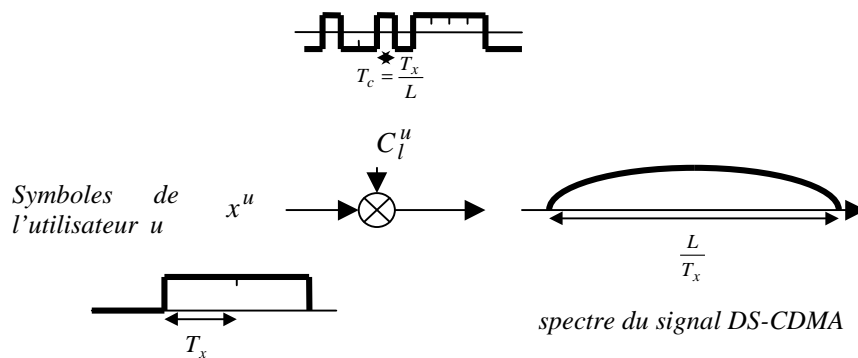 T_c = T_x / L
C_l^u
Symboles de
l'utilisateur u
x^u
L / T_x
T_x
spectre du signal DS-CDMA